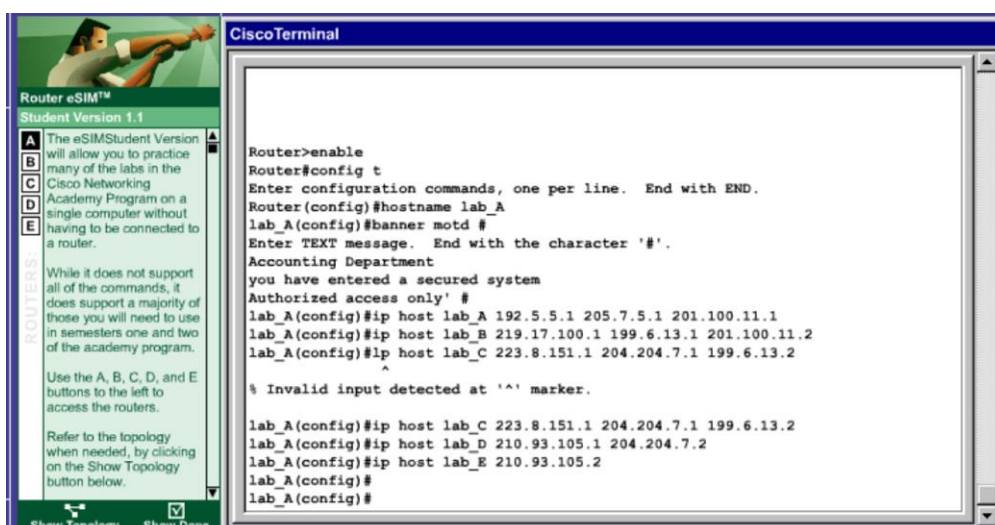 Router eSIM™
Student Version 1.1
A
B
C
D
E
ROUTERS:
The eSIMStudent Version
will allow you to practice
many of the labs in the
Cisco Networking
Academy Program on a
single computer without
having to be connected to
a router.
While it does not support
all of the commands, it
does support a majority of
those you will need to use
in semesters one and two
of the academy program.
Use the A, B, C, D, and E
buttons to the left to
access the routers.
Refer to the topology
when needed, by clicking
on the Show Topology
button below.
Show Topology Show Demo
CiscoTerminal
Router>enable
Router#config t
Enter configuration commands, one per line.  End with END.
Router(config)#hostname lab_A
lab_A(config)#banner motd #
Enter TEXT message.  End with the character '#'.
Accounting Department
you have entered a secured system
Authorized access only' #
lab_A(config)#ip host lab_A 192.5.5.1 205.7.5.1 201.100.11.1
lab_A(config)#ip host lab_B 219.17.100.1 199.6.13.1 201.100.11.2
lab_A(config)#lp host lab_C 223.8.151.1 204.204.7.1 199.6.13.2
^
% Invalid input detected at '^' marker.
lab_A(config)#ip host lab_C 223.8.151.1 204.204.7.1 199.6.13.2
lab_A(config)#ip host lab_D 210.93.105.1 204.204.7.2
lab_A(config)#ip host lab_E 210.93.105.2
lab_A(config)#
lab_A(config)#